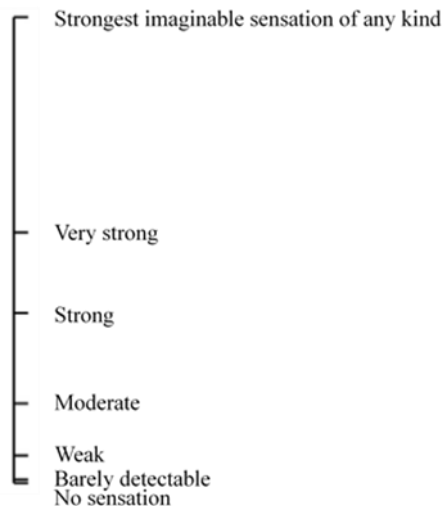 Strongest imaginable sensation of any kind
Very strong
Strong
Moderate
Weak
Barely detectable
No sensation